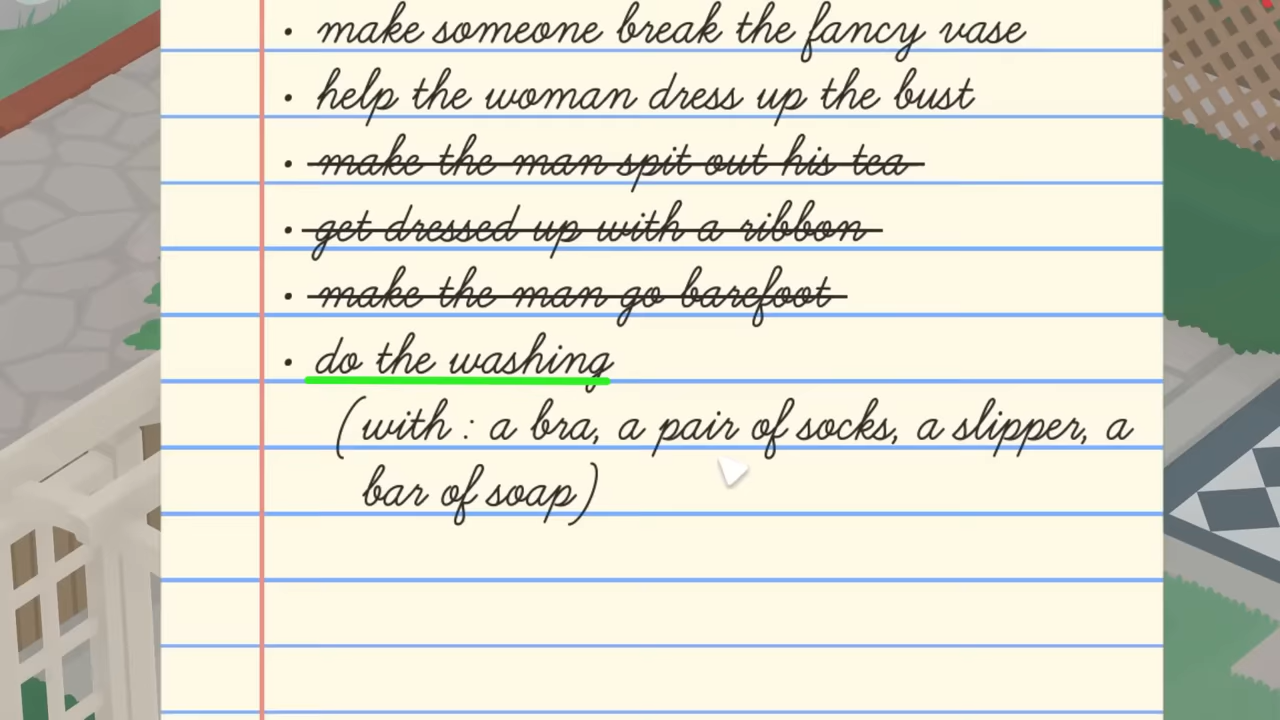 • make someone break the fancy vase
• help the woman dress up the bust
• make the man spit out his tea
• get dressed up with a ribbon
• make the man go barefoot
• do the washing
(with : a bra, a pair of socks, a slipper, a
bar of soap)